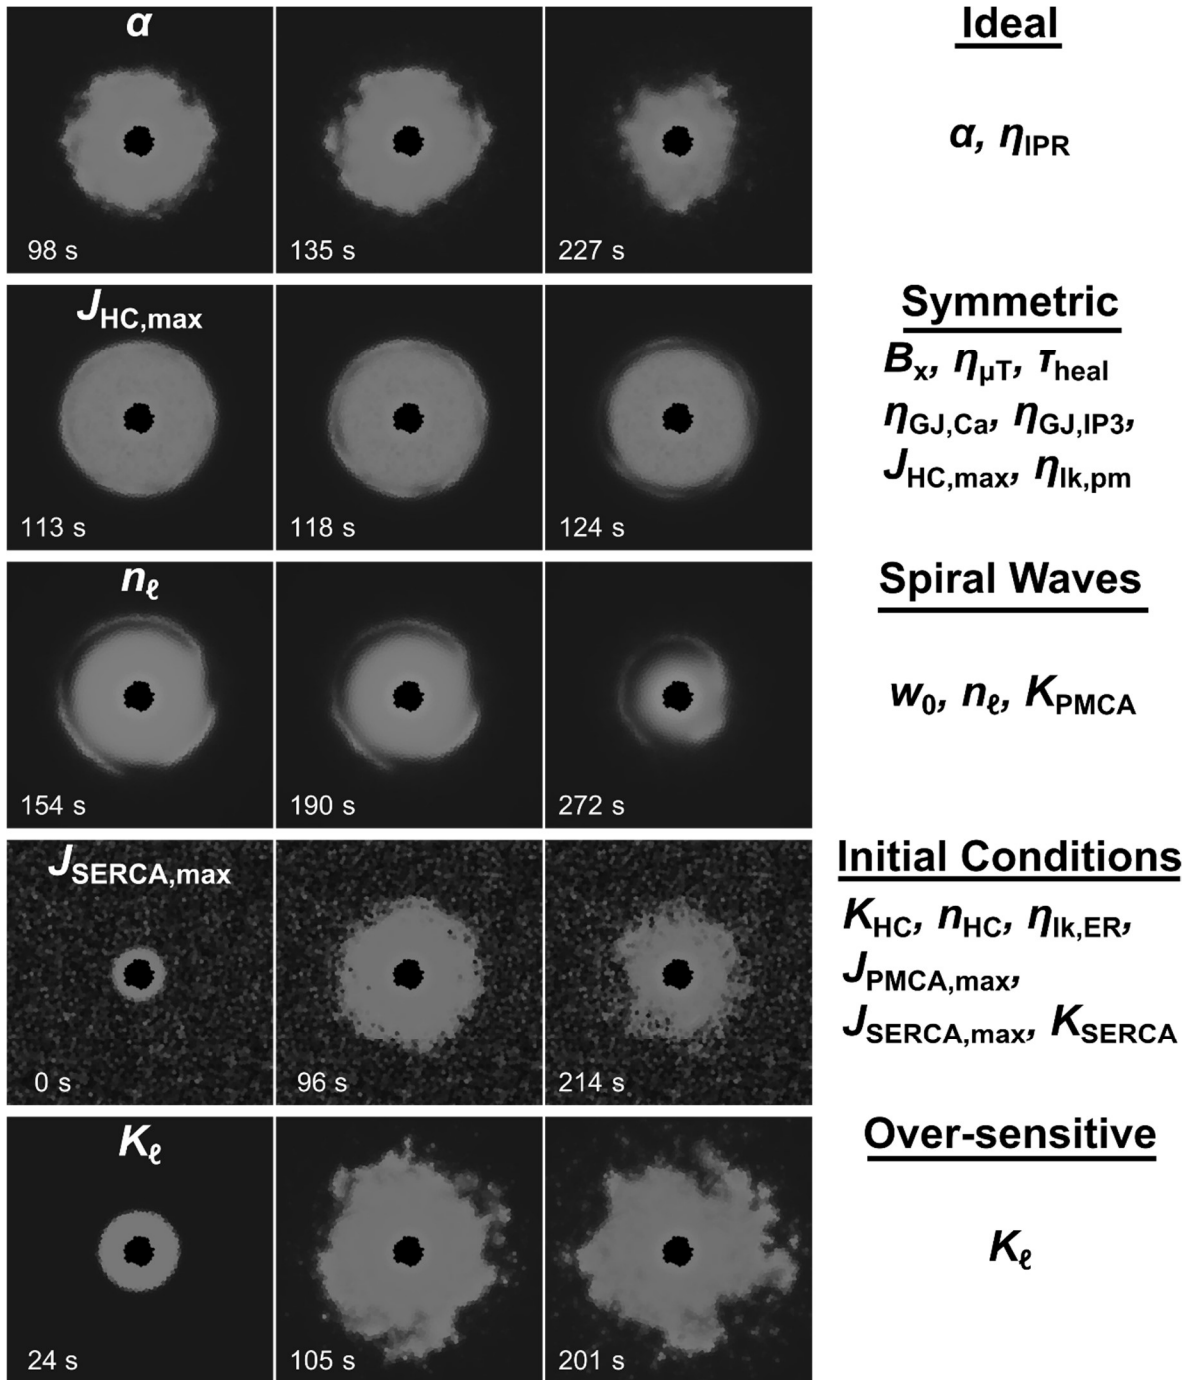 α
98 s
135 s
227 s
Ideal
α, η_IPR
J_HC,max
113 s
118 s
124 s
Symmetric
B_x, η_μT, τ_heal
η_GJ,Ca, η_GJ,IP3,
J_HC,max, η_lk,pm
n_ℓ
154 s
190 s
272 s
Spiral Waves
w_0, n_ℓ, K_PMCA
J_SERCA,max
0 s
96 s
214 s
Initial Conditions
K_HC, n_HC, η_lk,ER,
J_PMCA,max,
J_SERCA,max, K_SERCA
K_ℓ
24 s
105 s
201 s
Over-sensitive
K_ℓ